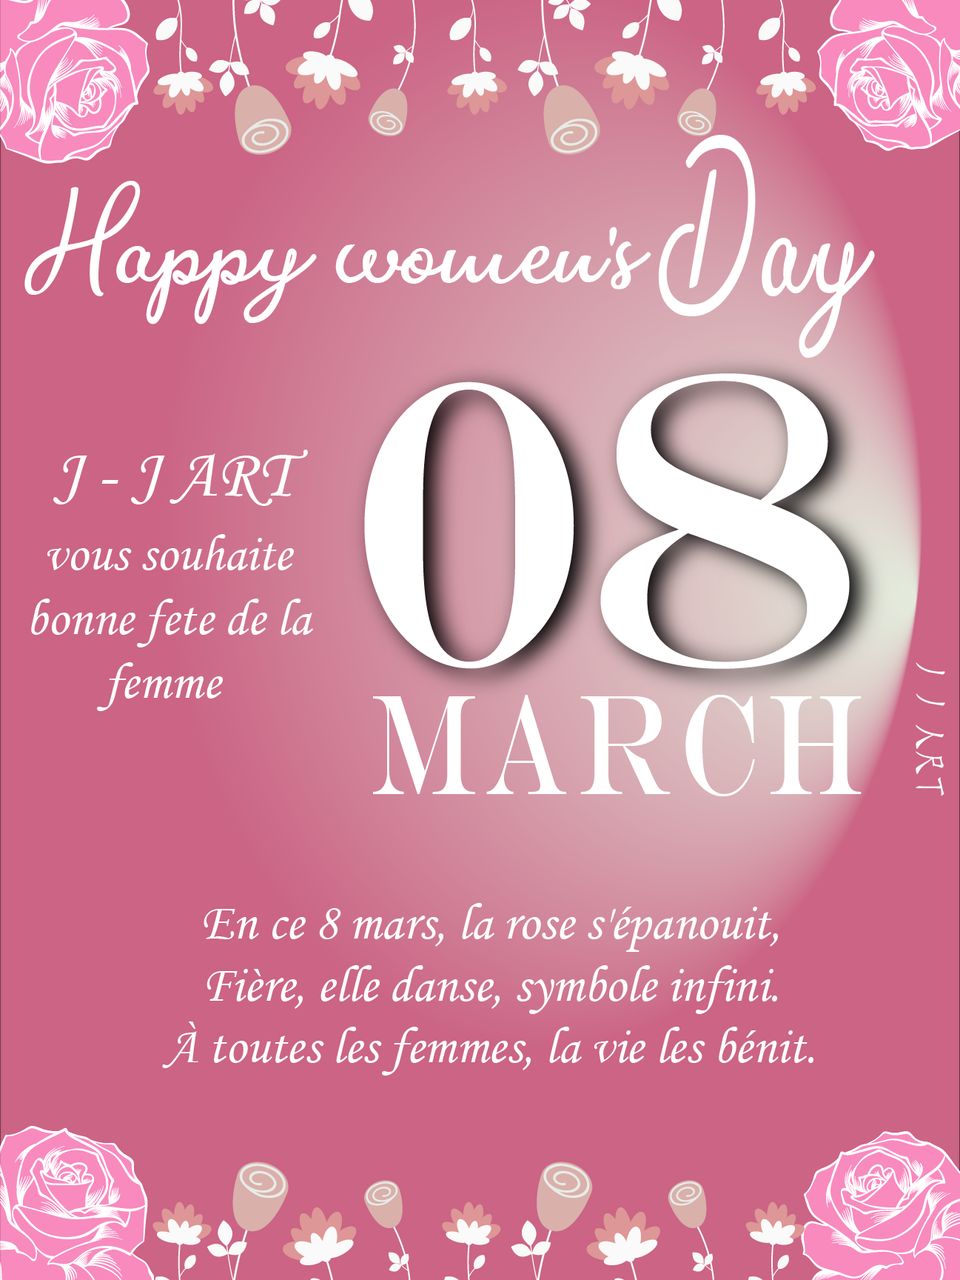 Happy women's Day
08
MARCH
J - J ART
vous souhaite
bonne fete de la
femme
J J ART
En ce 8 mars, la rose s'épanouit,
Fière, elle danse, symbole infini.
À toutes les femmes, la vie les bénit.